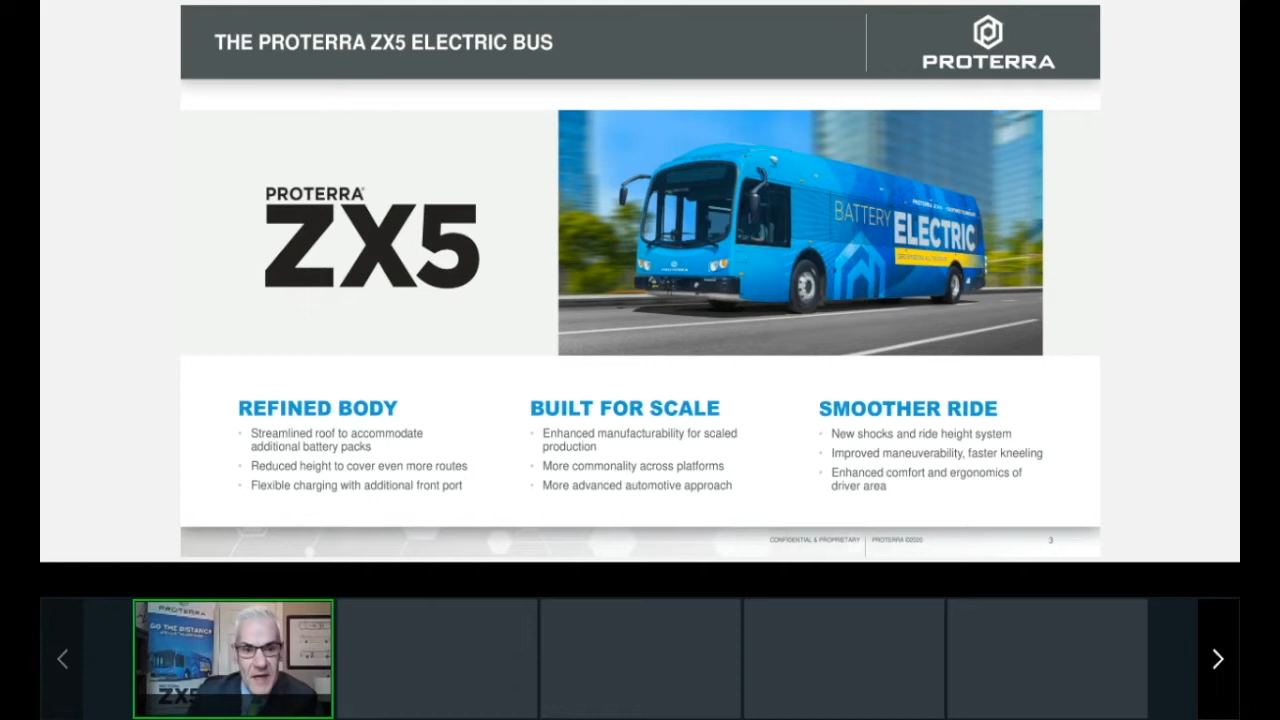 THE PROTERRA ZX5 ELECTRIC BUS
PROTERRA
PROTERRA
ZX5
BATTERY
ELECTRIC
REFINED BODY
• Streamlined roof to accommodate
additional battery packs
• Reduced height to cover even more routes
• Flexible charging with additional front port
BUILT FOR SCALE
• Enhanced manufacturability for scaled
production
• More commonality across platforms
• More advanced automotive approach
SMOOTHER RIDE
• New shocks and ride height system
• Improved maneuverability, faster kneeling
• Enhanced comfort and ergonomics of
driver area
CONFIDENTIAL & PROPRIETARY
PROTERRA ©2020
3
PROTERRA
GO THE DISTANCE
ZX5